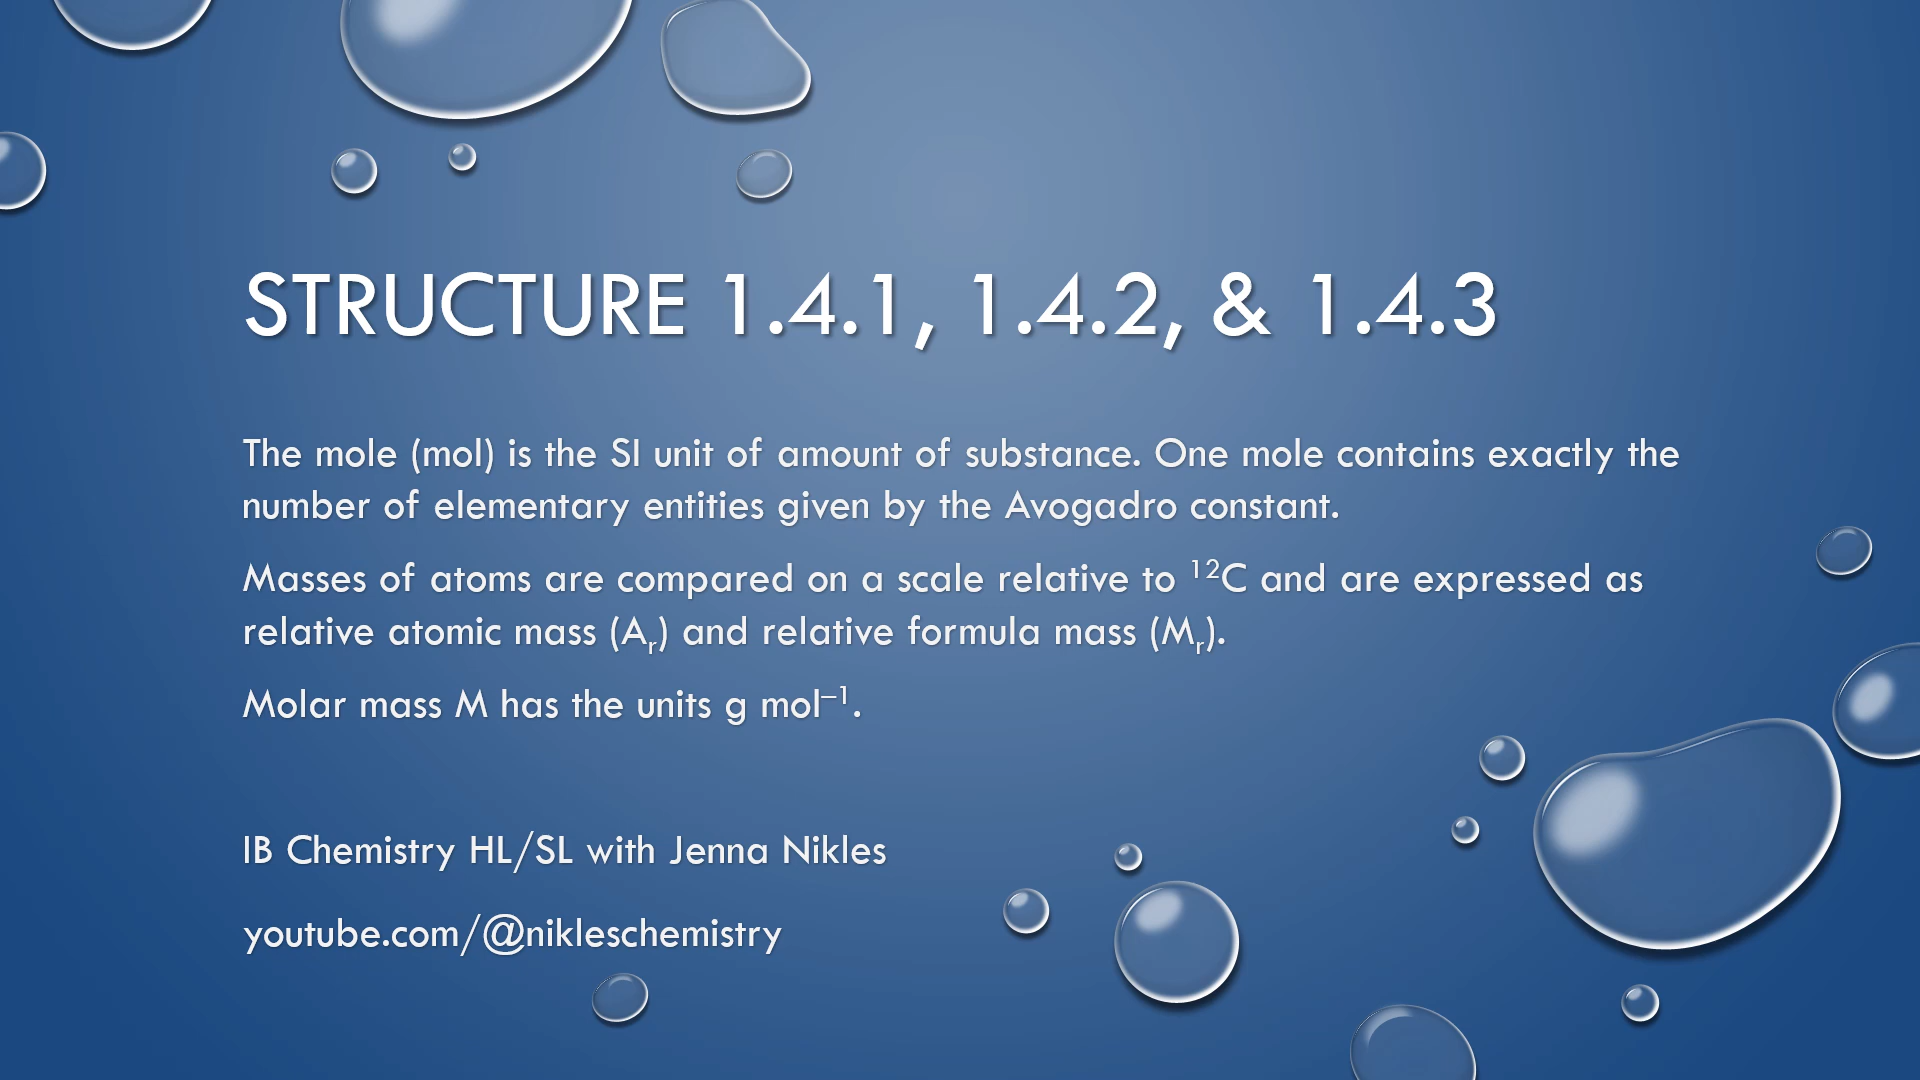 STRUCTURE 1.4.1, 1.4.2, & 1.4.3
The mole (mol) is the SI unit of amount of substance. One mole contains exactly the
number of elementary entities given by the Avogadro constant.
Masses of atoms are compared on a scale relative to ¹²C and are expressed as
relative atomic mass (Aᵣ) and relative formula mass (Mᵣ).
Molar mass M has the units g mol⁻¹.
IB Chemistry HL/SL with Jenna Nikles
youtube.com/@nikleschemistry